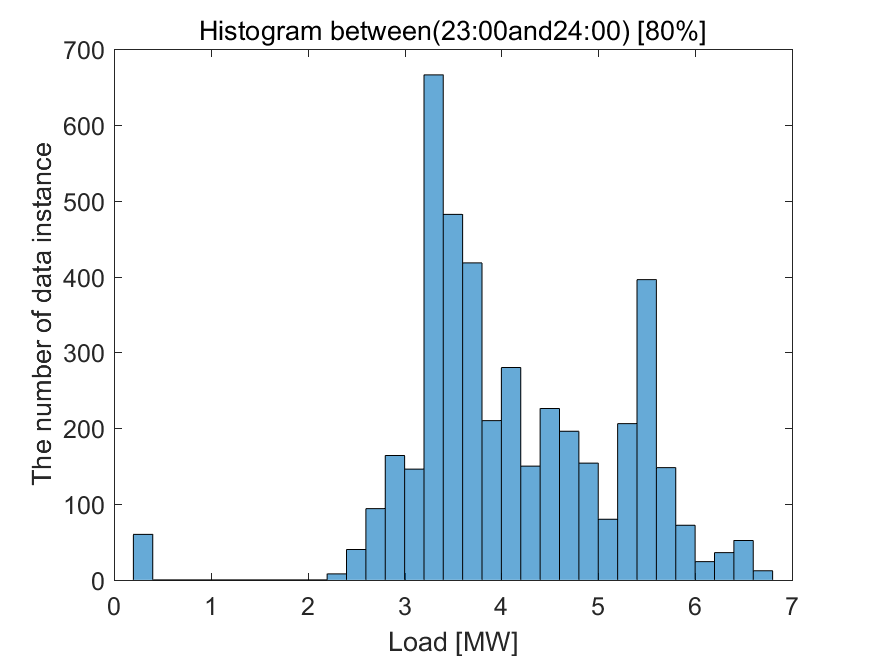 Histogram between(23:00and24:00) [80%]
700
600
500
400
300
200
100
0
The number of data instance
0 1 2 3 4 5 6 7
Load [MW]